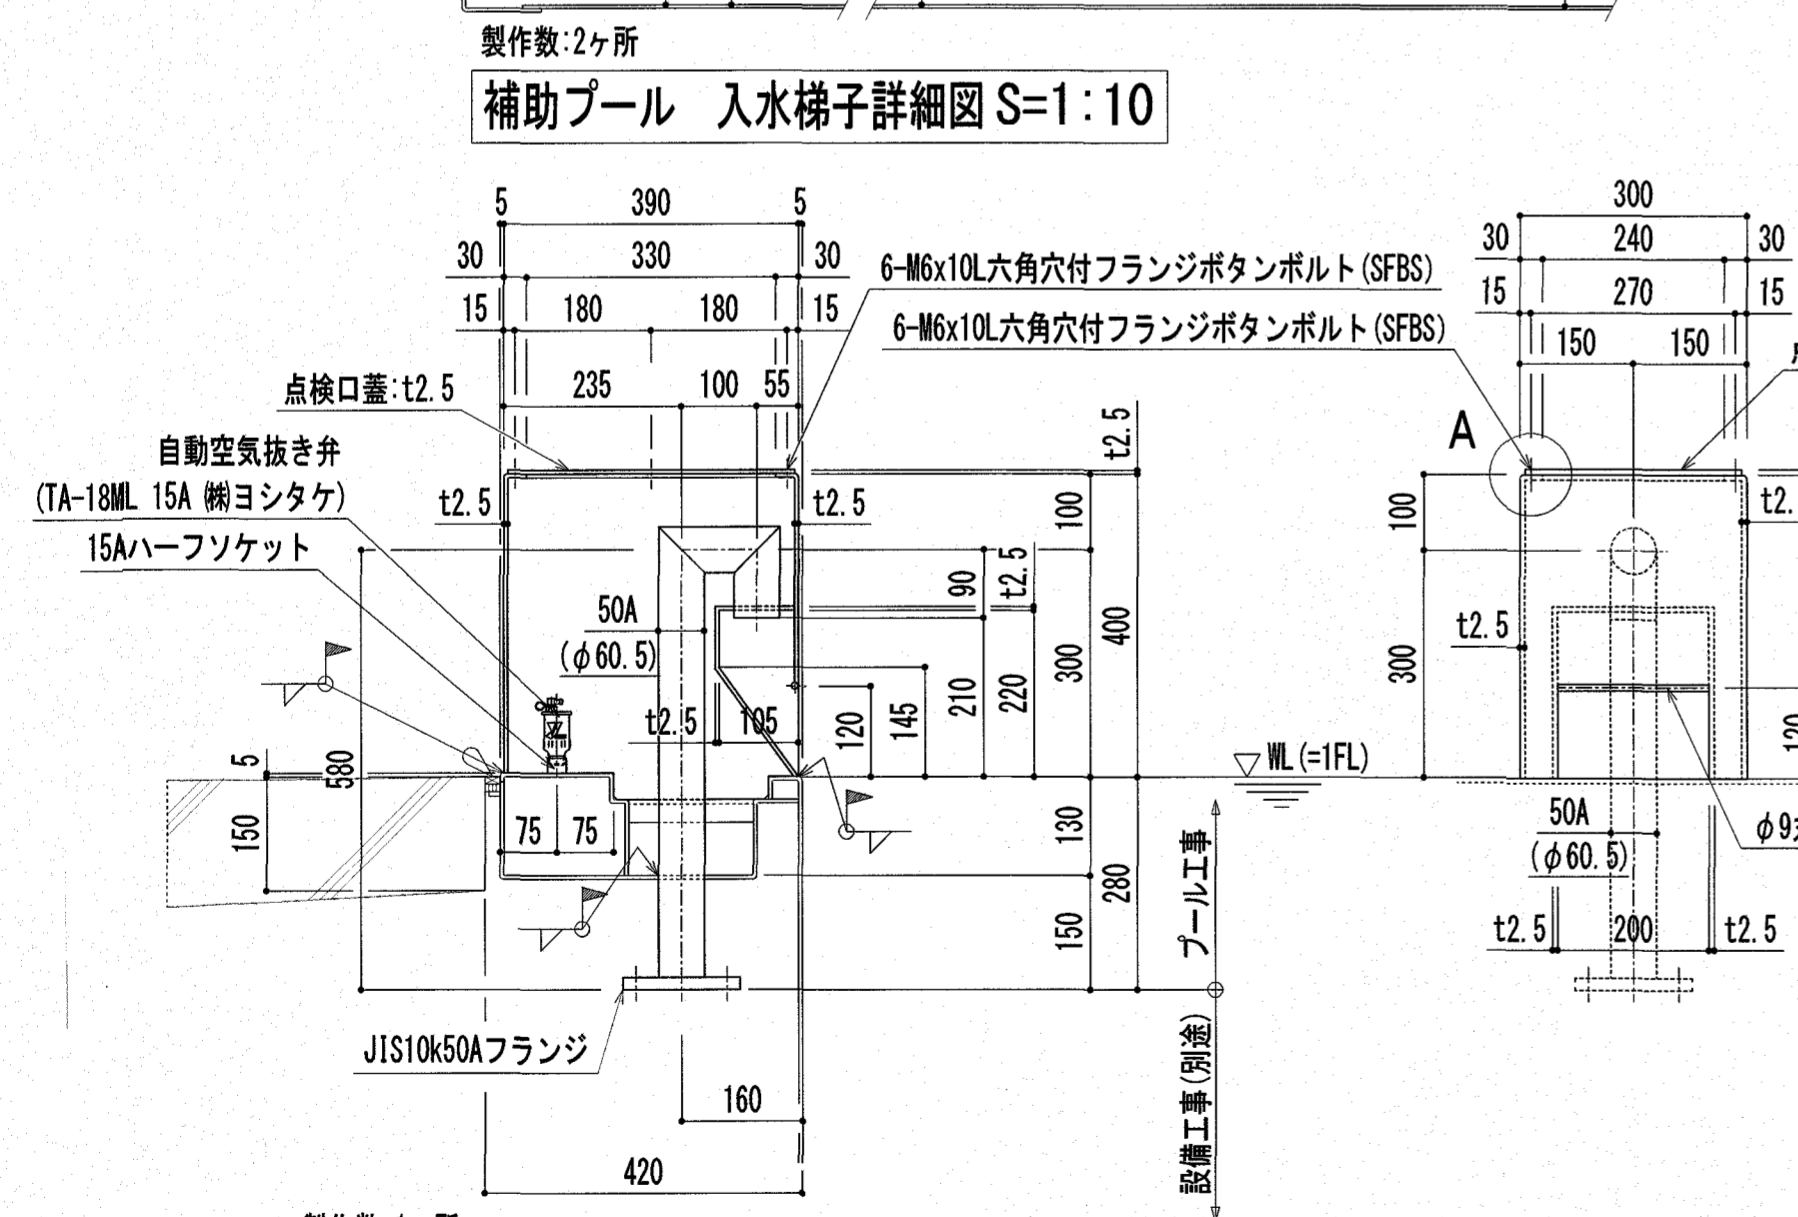 製作数:2ヶ所
補助プール 入水梯子詳細図 S=1:10
5 390 5
30 330 30
15 180 180 15
235 100 55
6-M6x10L六角穴付フランジボタンボルト(SFBS)
6-M6x10L六角穴付フランジボタンボルト(SFBS)
点検口蓋:t2.5
自動空気抜き弁
(TA-18ML 15A ㈱ヨシタケ)
15Aハーフソケット
t2.5
t2.5
t2.5
100
50A
(φ60.5)
90
t2.5
400
300
210
220
t2.5 105
120
145
5
580
150
75 75
130
280
150
WL(=1FL)
プール工事
設備工事(別途)
JIS10k50Aフランジ
160
420
300
30 240 30
15 270 15
150 150
A
100
t2.
t2.5
300
120
50A
(φ60.5)
φ9
t2.5 200 t2.5